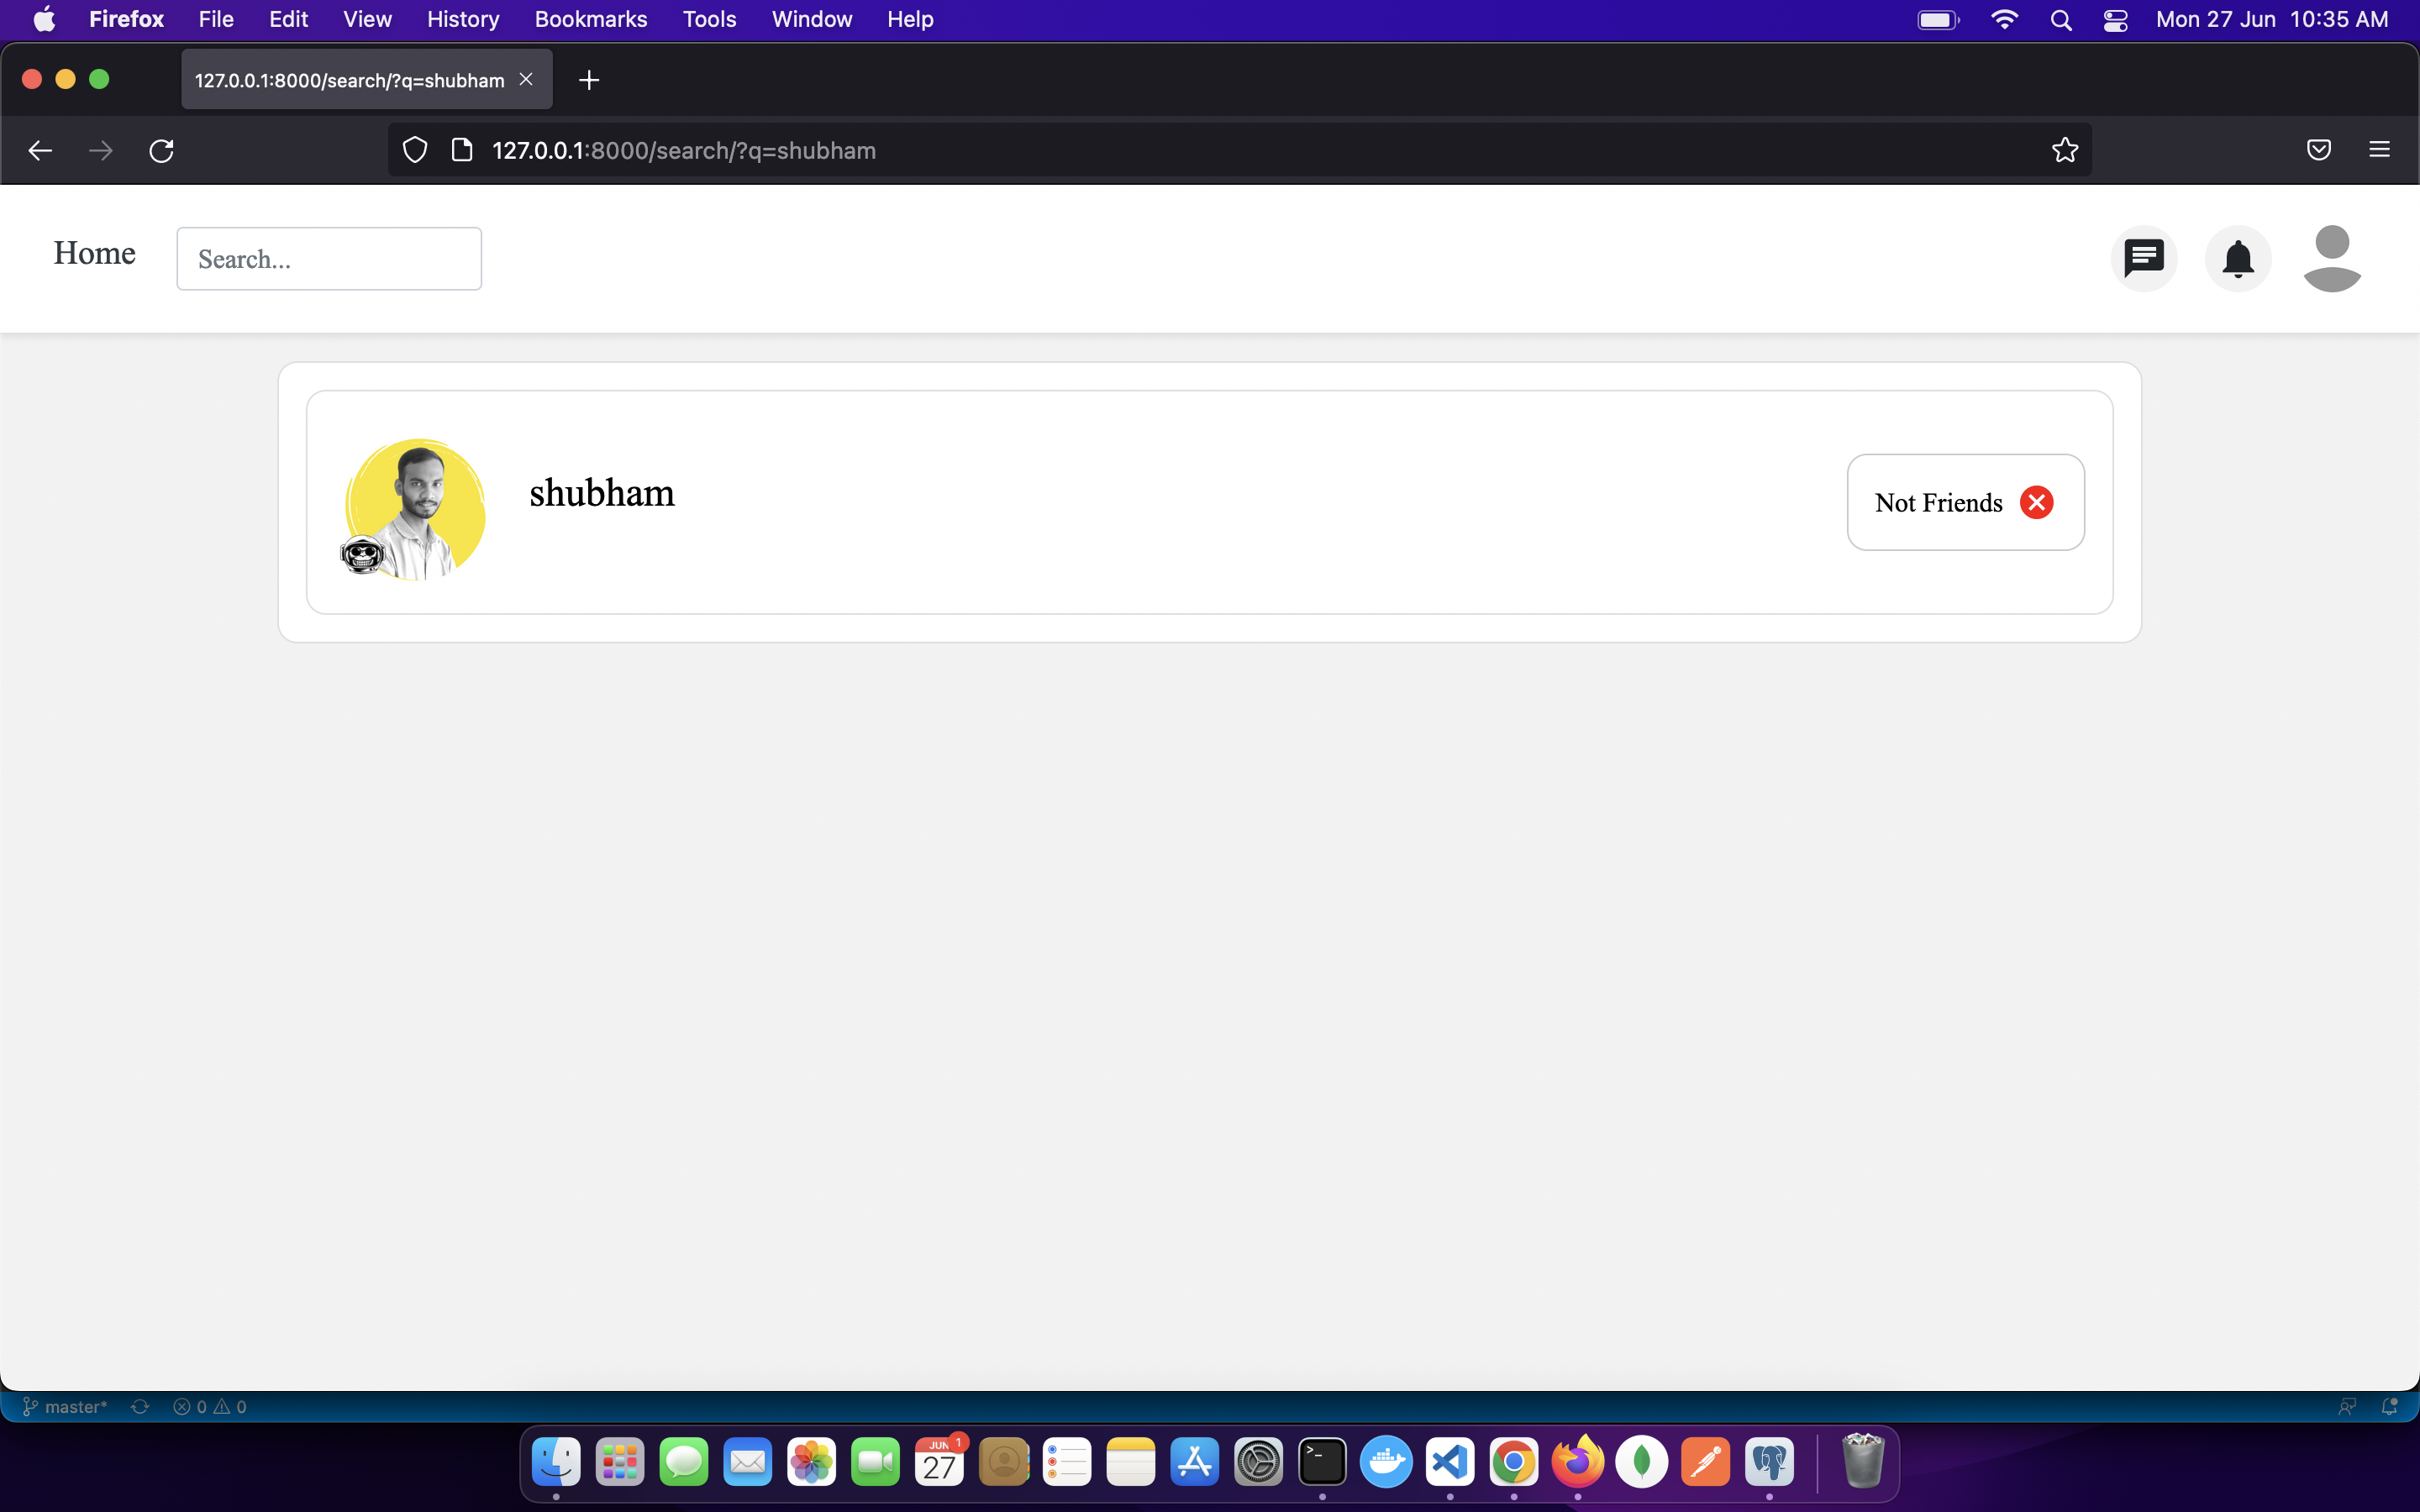 Firefox File Edit View History Bookmarks Tools Window Help Mon 27 Jun 10:35 AM
127.0.0.1:8000/search/?q=shubham
127.0.0.1:8000/search/?q=shubham
Home
Search...
shubham
Not Friends
master* 0 0
JUN 1
27